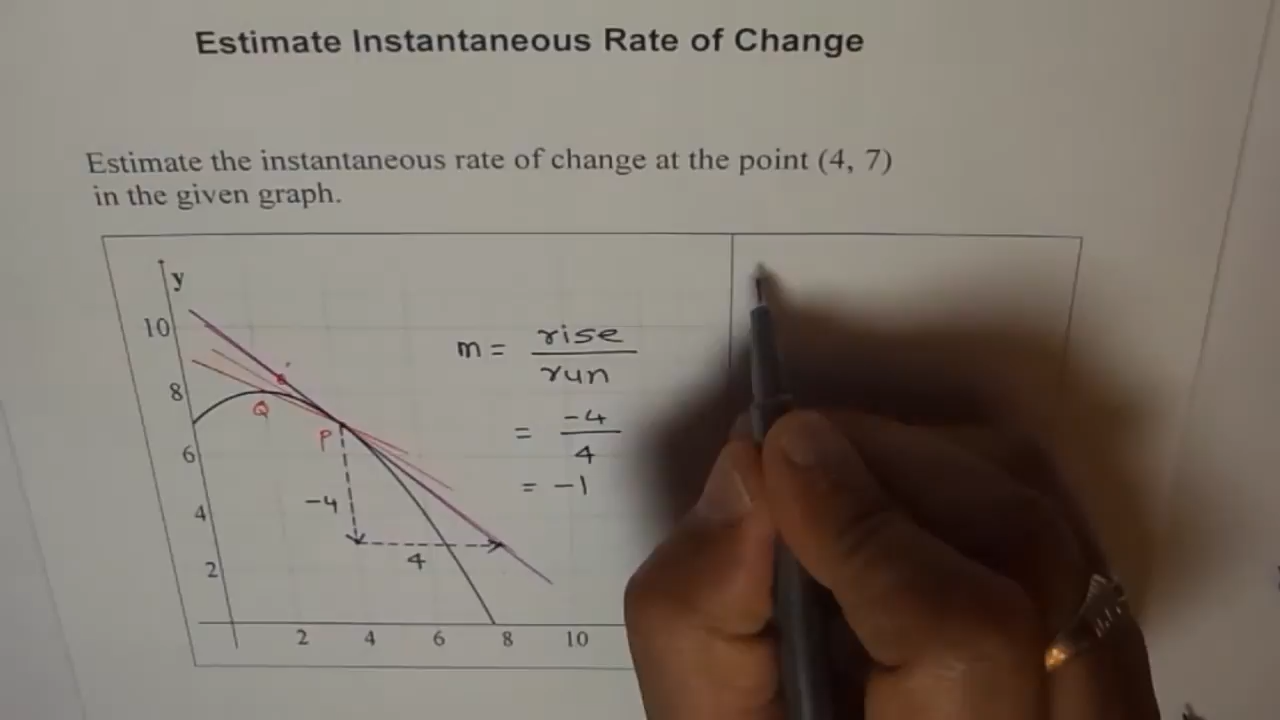 Estimate Instantaneous Rate of Change
Estimate the instantaneous rate of change at the point (4, 7)
in the given graph.
y
10
8
6
4
2
Q
P
-4
4
2 4 6 8 10
m = rise / run
= -4 / 4
= -1